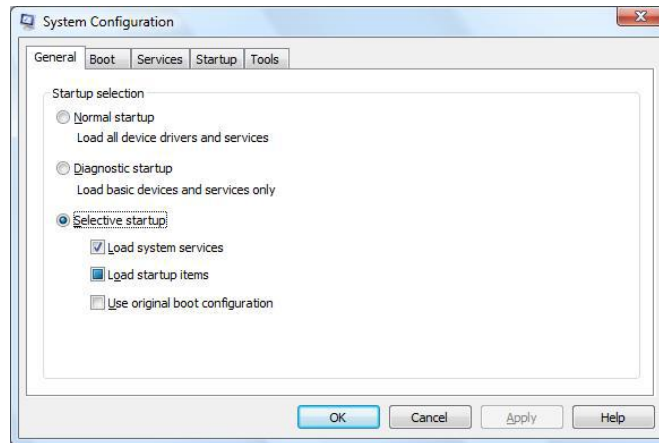 System Configuration
General Boot Services Startup Tools
Startup selection
Normal startup
Load all device drivers and services
Diagnostic startup
Load basic devices and services only
Selective startup
Load system services
Load startup items
Use original boot configuration
OK Cancel Apply Help